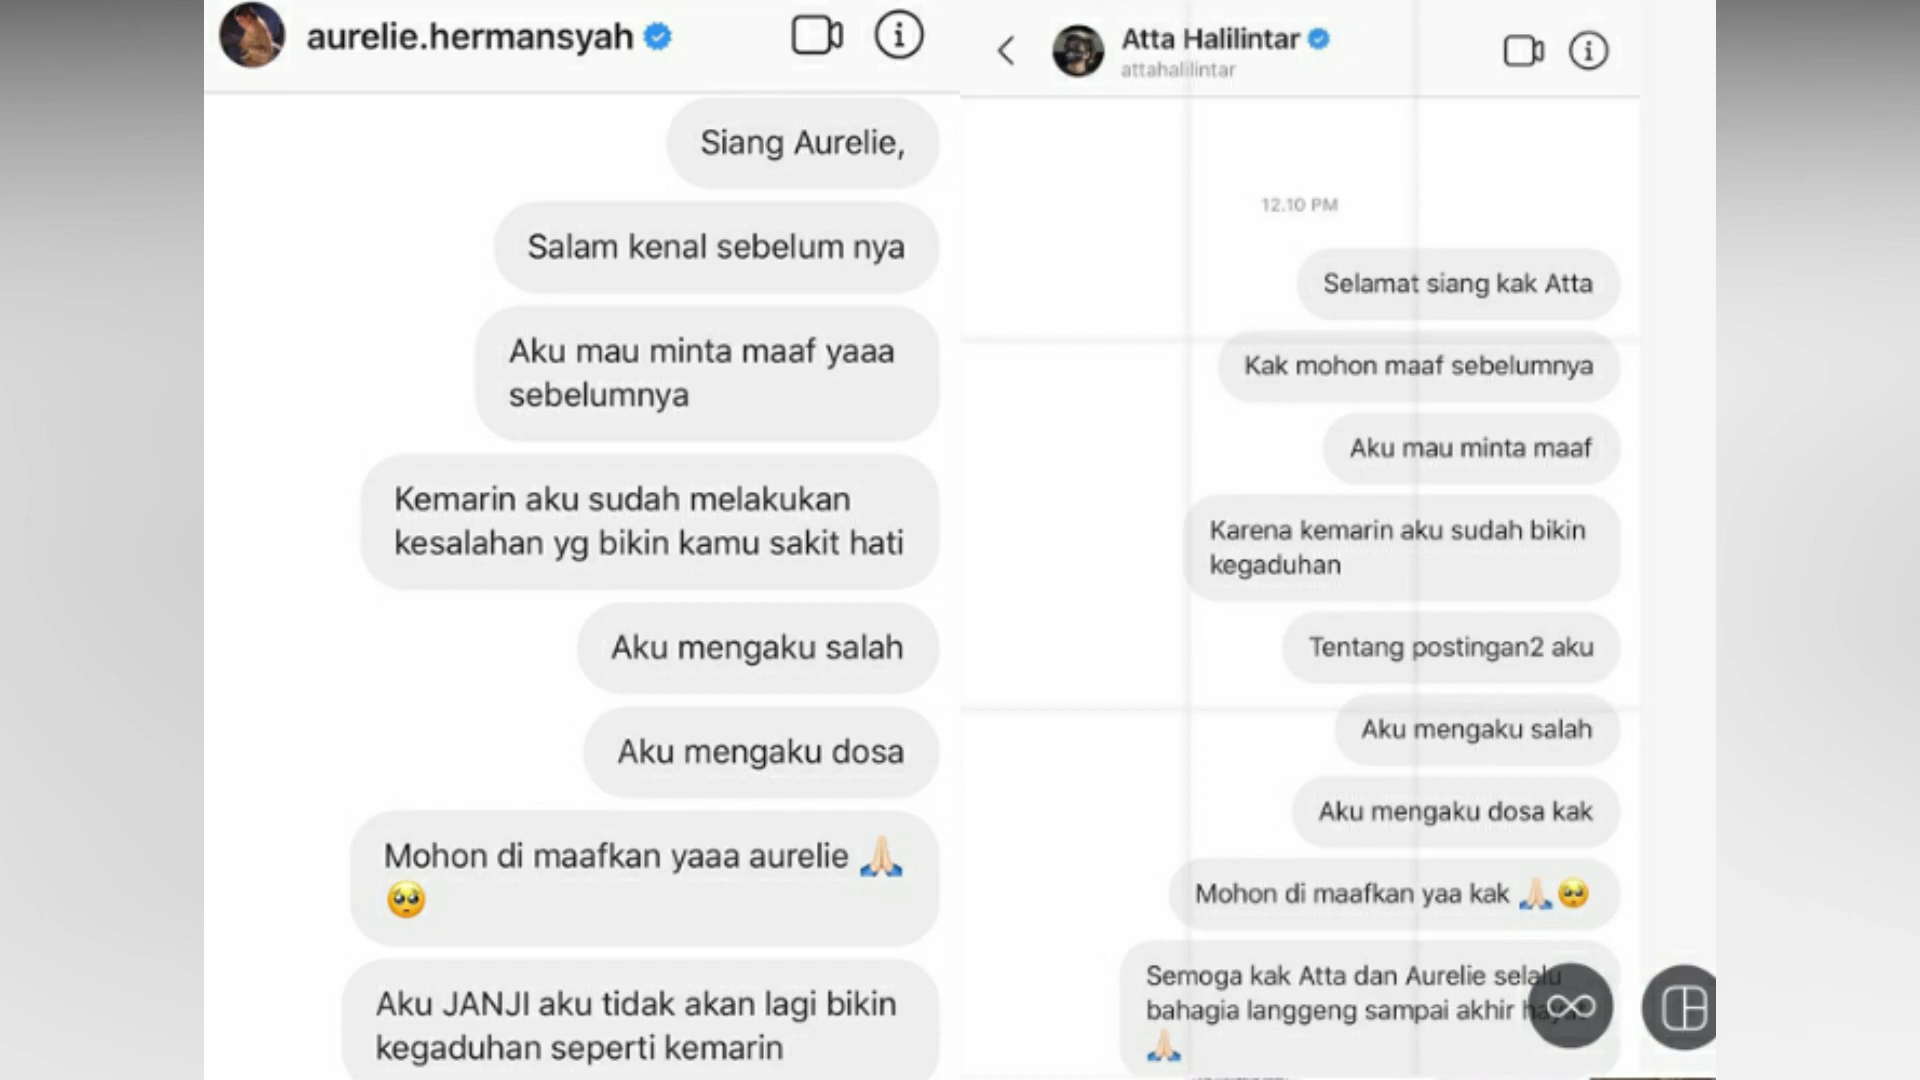 aurelie.hermansyah
Siang Aurelie,
Salam kenal sebelum nya
Aku mau minta maaf yaaa
sebelumnya
Kemarin aku sudah melakukan
kesalahan yg bikin kamu sakit hati
Aku mengaku salah
Aku mengaku dosa
Mohon di maafkan yaaa aurelie 🙏🏻
🥺
Aku JANJI aku tidak akan lagi bikin
kegaduhan seperti kemarin
Atta Halilintar
attahalilintar
12.10 PM
Selamat siang kak Atta
Kak mohon maaf sebelumnya
Aku mau minta maaf
Karena kemarin aku sudah bikin
kegaduhan
Tentang postingan2 aku
Aku mengaku salah
Aku mengaku dosa kak
Mohon di maafkan yaa kak 🙏🏻🥺
Semoga kak Atta dan Aurelie selalu
bahagia langgeng sampai akhir
🙏🏻